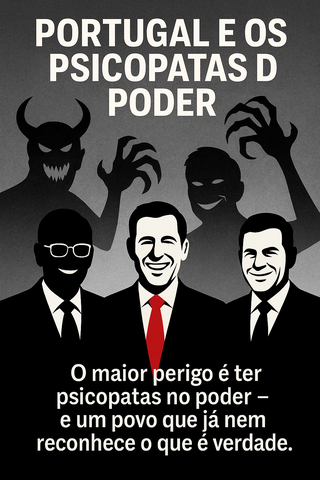 PORTUGAL E OS
PSICOPATAS D
PODER
O maior perigo é ter
psicopatas no poder –
e um povo que já nem
reconhece o que é verdade.